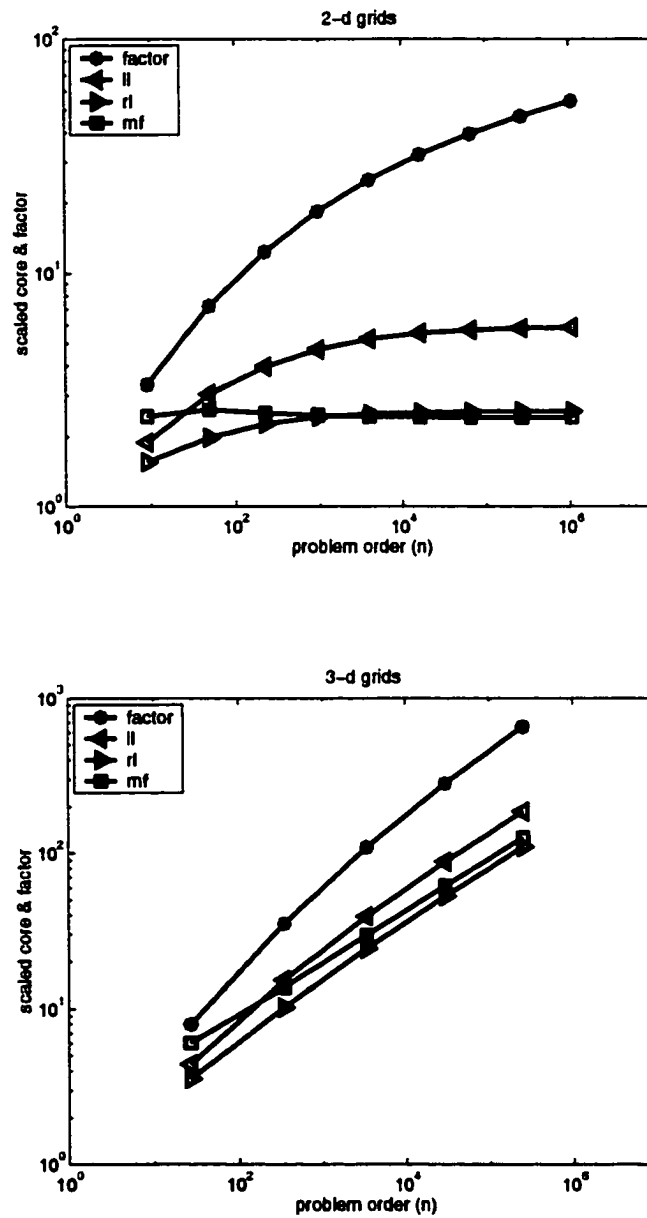 2-d grids
10^2
factor
ll
rl
mf
scaled core & factor
10^1
10^0
10^0 10^2 10^4 10^6
problem order (n)
3-d grids
10^3
factor
ll
rl
mf
scaled core & factor
10^2
10^1
10^0
10^0 10^2 10^4 10^6
problem order (n)